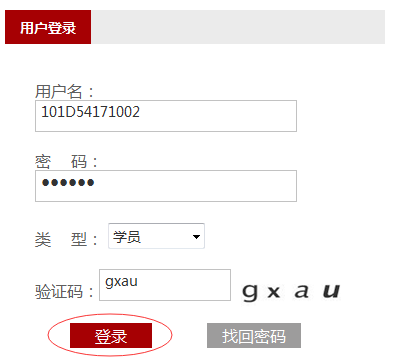 用户登录
用户名：
101D54171002
密 码：
●●●●●●
类 型： 学员
验证码： gxau g x a u
登录 找回密码